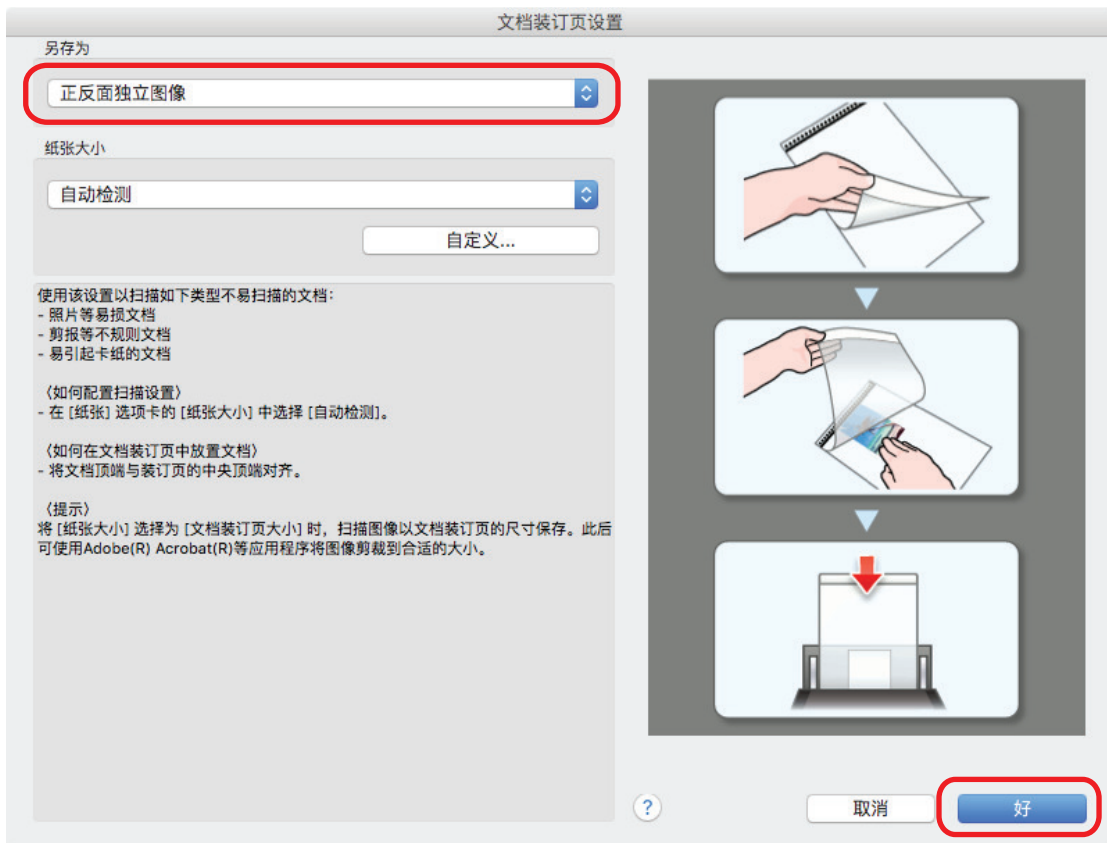 文档装订页设置
另存为
正反面独立图像
纸张大小
自动检测
自定义...
使用该设置以扫描如下类型不易扫描的文档：
- 照片等易损文档
- 剪报等不规则文档
- 易引起卡纸的文档
〈如何配置扫描设置〉
- 在 [纸张] 选项卡的 [纸张大小] 中选择 [自动检测]。
〈如何在文档装订页中放置文档〉
- 将文档顶端与装订页的中央顶端对齐。
〈提示〉
将 [纸张大小] 选择为 [文档装订页大小] 时，扫描图像以文档装订页的尺寸保存。此后
可使用Adobe(R) Acrobat(R)等应用程序将图像剪裁到合适的大小。
?
取消
好